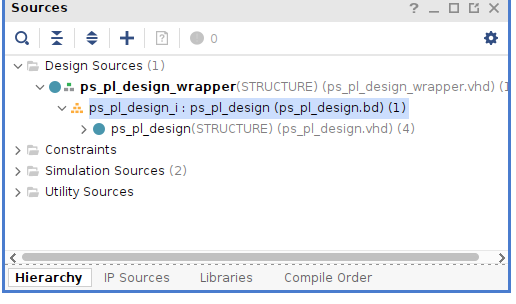 Sources
? _
0
Design Sources (1)
ps_pl_design_wrapper(STRUCTURE) (ps_pl_design_wrapper.vhd) (1
ps_pl_design_i : ps_pl_design (ps_pl_design.bd) (1)
ps_pl_design(STRUCTURE) (ps_pl_design.vhd) (4)
Constraints
Simulation Sources (2)
Utility Sources
Hierarchy IP Sources Libraries Compile Order